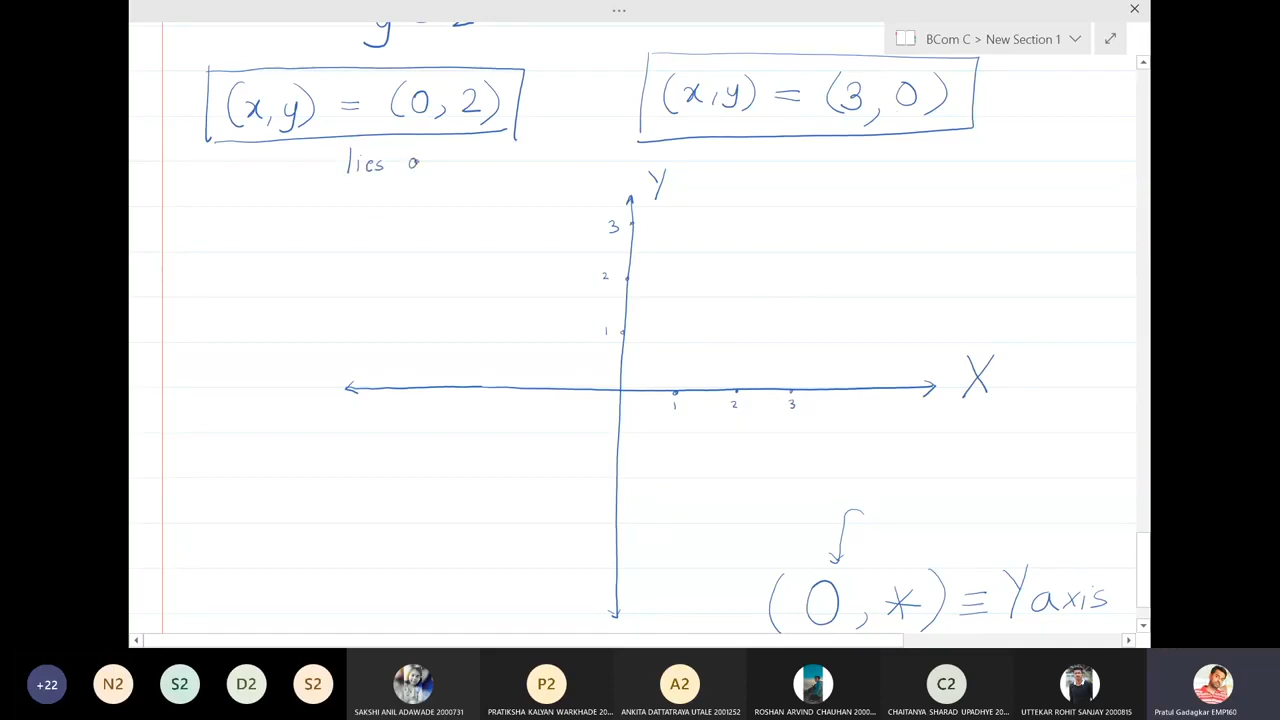 ...
BCom C > New Section 1
y = 2
(x,y) = (0, 2)
(x,y) = (3, 0)
lies o
Y
3
2
1
X
1 2 3
(0, *) ≡ Y axis
+22
N2
S2
D2
S2
P2
A2
C2
SAKSHI ANIL ADAWADE 2000731
PRATIKSHA KALYAN WARKHADE 20...
ANKITA DATTATRAYA UTALE 2001252
ROSHAN ARVIND CHAUHAN 2000...
CHAITANYA SHARAD UPADHYE 20...
UTTEKAR ROHIT SANJAY 2000815
Pratul Gadagkar EMP160